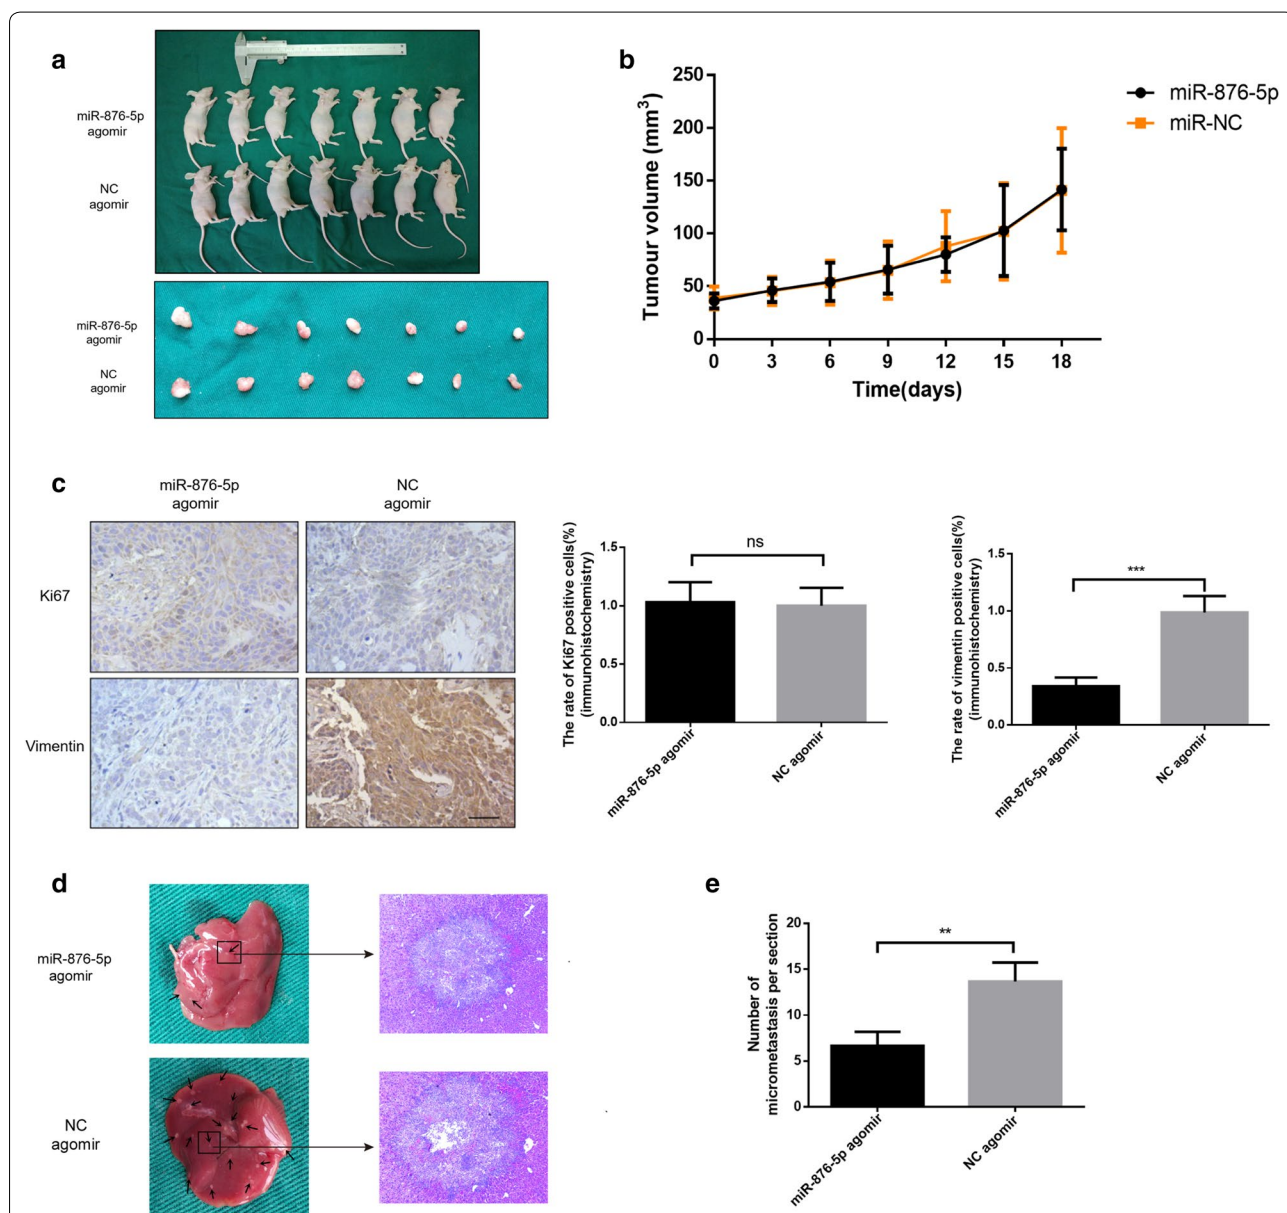 a
miR-876-5p
agomir
NC
agomir
miR-876-5p
agomir
NC
agomir
b
Tumour volume (mm³)
250
200
150
100
50
0
0 3 6 9 12 15 18
Time(days)
miR-876-5p
miR-NC
c
miR-876-5p
agomir
NC
agomir
Ki67
Vimentin
The rate of Ki67 positive cells(%)
(immunohistochemistry)
1.5
1.0
0.5
0.0
ns
miR-876-5p agomir
NC agomir
The rate of vimentin positive cells(%)
(immunohistochemistry)
1.5
1.0
0.5
0.0
***
miR-876-5p agomir
NC agomir
d
miR-876-5p
agomir
NC
agomir
e
Number of
micrometastasis per section
20
15
10
5
0
**
miR-876-5p agomir
NC agomir